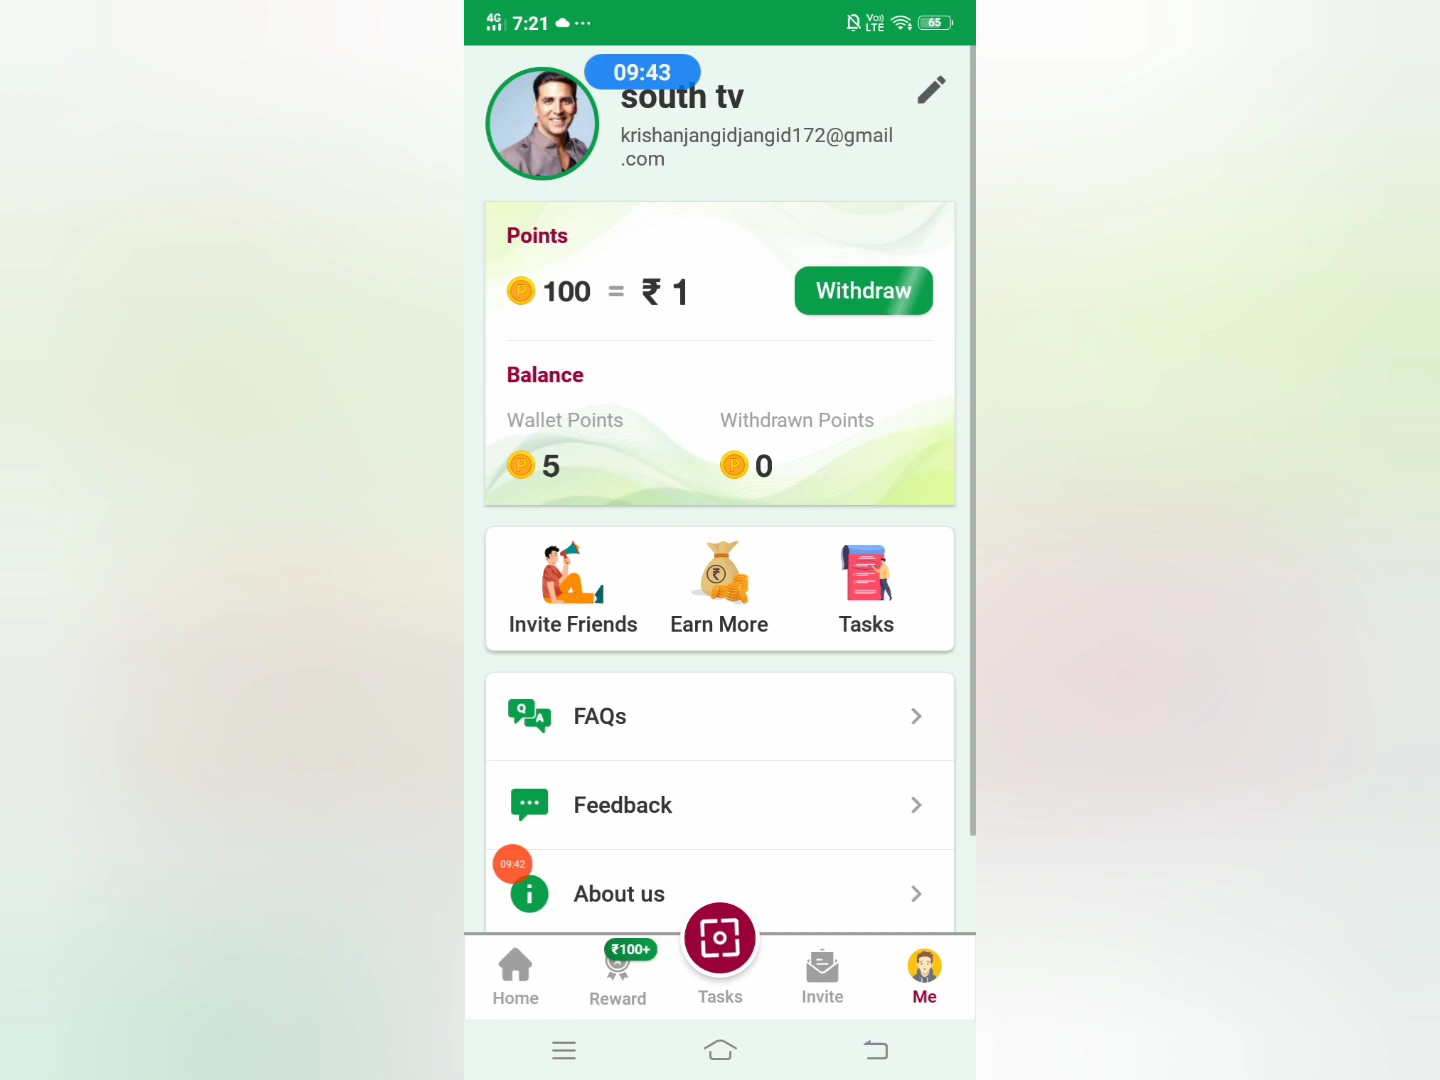 4G 7:21 ... Vo)) LTE 65
09:43
south tv
krishanjangidjangid172@gmail
.com
Points
100 = ₹ 1 Withdraw
Balance
Wallet Points Withdrawn Points
5 0
Invite Friends Earn More Tasks
Q A FAQs
Feedback
09:42
i About us
₹100+
Home Reward Tasks Invite Me